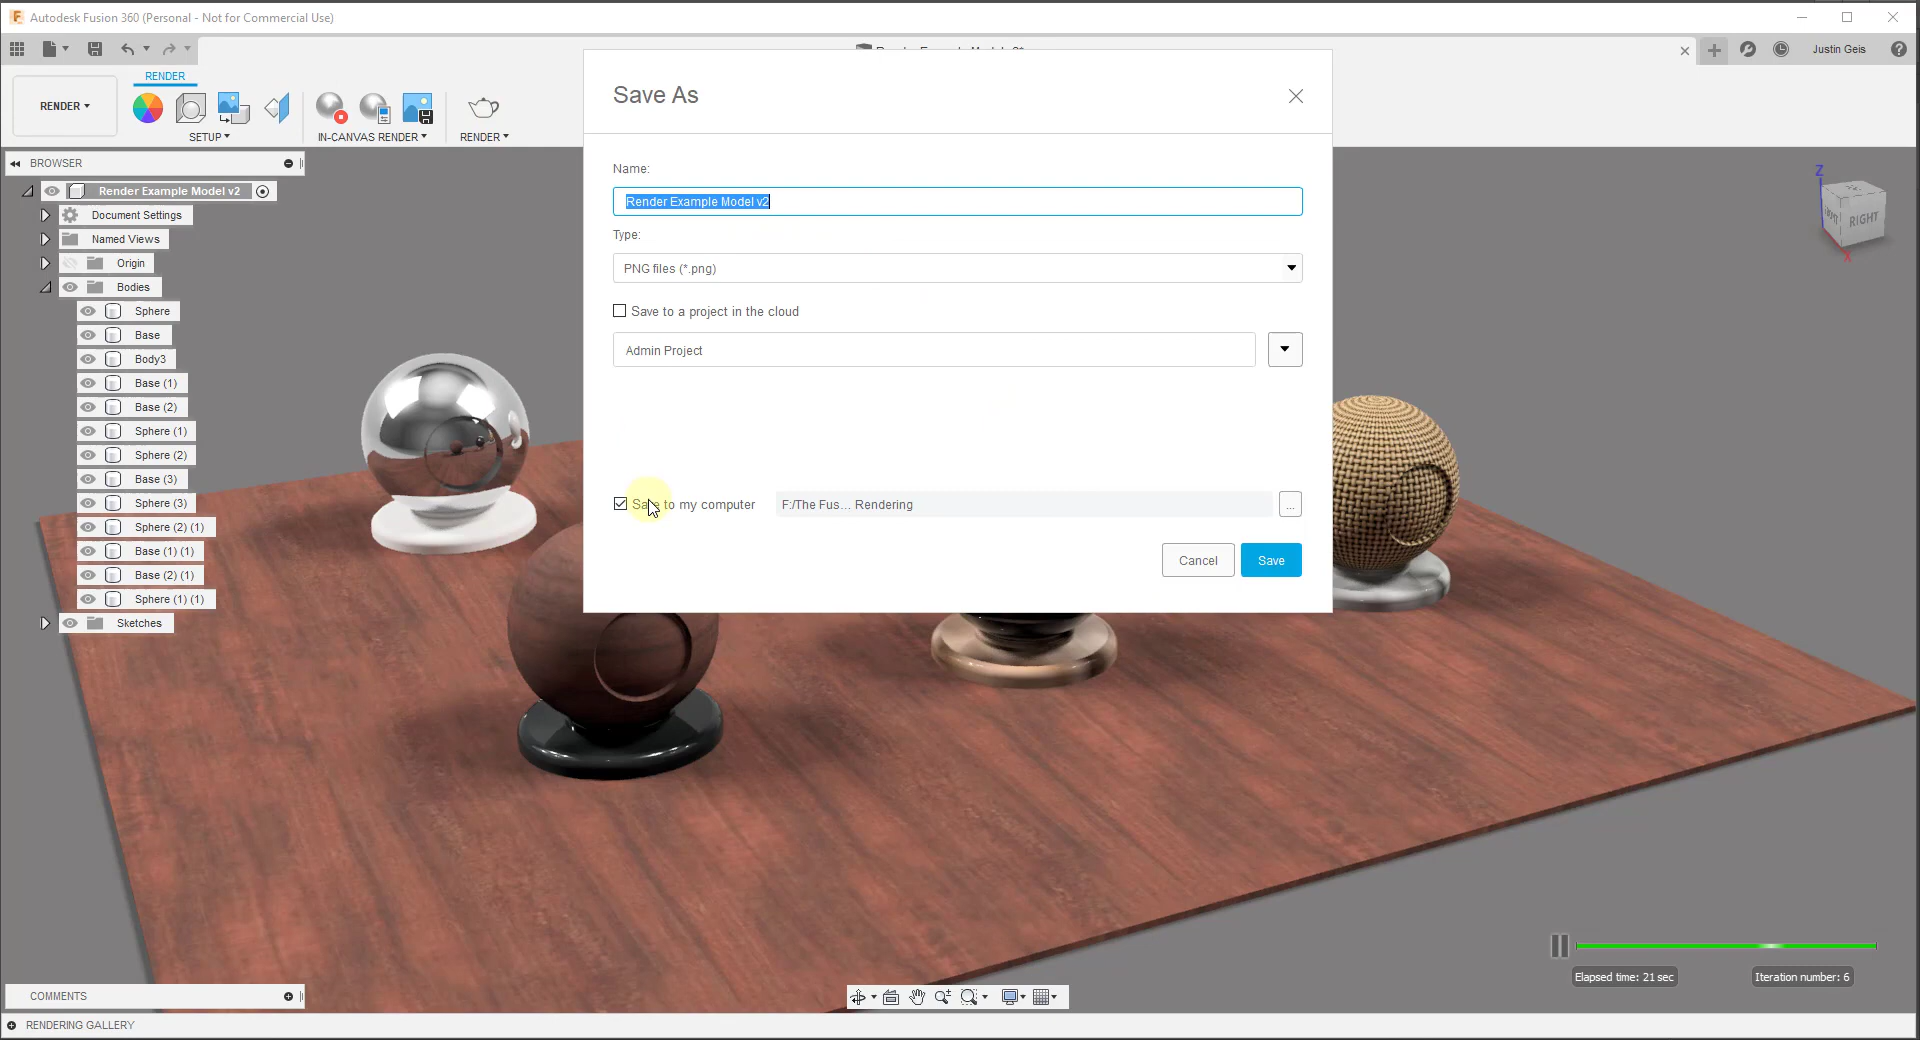 Autodesk Fusion 360 (Personal - Not for Commercial Use)
Justin Geis
RENDER
RENDER
SETUP
IN-CANVAS RENDER
RENDER
BROWSER
Render Example Model v2
Document Settings
Named Views
Origin
Bodies
Sphere
Base
Body3
Base (1)
Base (2)
Sphere (1)
Sphere (2)
Base (3)
Sphere (3)
Sphere (2) (1)
Base (1) (1)
Base (2) (1)
Sphere (1) (1)
Sketches
Save As
Name:
Render Example Model v2
Type:
PNG files (*.png)
Save to a project in the cloud
Admin Project
Save to my computer
F:/The Fus... Rendering
...
Cancel
Save
Z
RIGHT
X
Elapsed time: 21 sec
Iteration number: 6
COMMENTS
RENDERING GALLERY